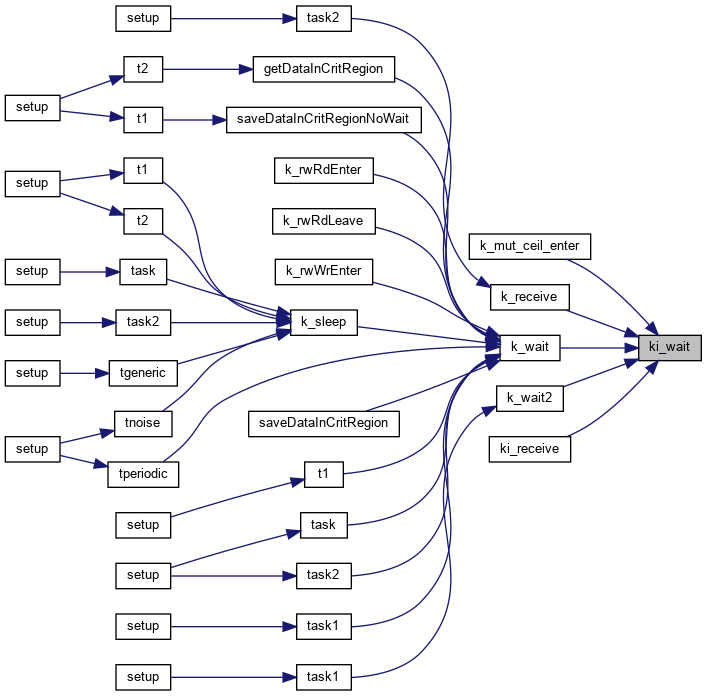 setup
task2
t2
getDataInCritRegion
setup
t1
saveDataInCritRegionNoWait
t1
k_rwRdEnter
setup
t2
k_rwRdLeave
k_mut_ceil_enter
setup
task
k_rwWrEnter
k_receive
setup
task2
k_sleep
k_wait
ki_wait
setup
tgeneric
k_wait2
tnoise
saveDataInCritRegion
setup
ki_receive
tperiodic
t1
setup
task
setup
task2
setup
task1
setup
task1